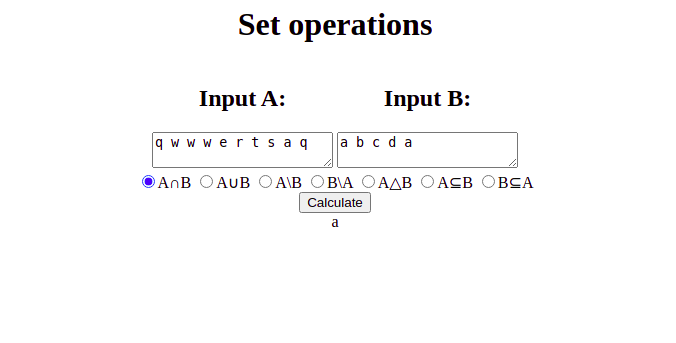 Set operations
Input A: Input B:
q w w w e r t s a q a b c d a
A∩B A∪B A\B B\A A△B A⊆B B⊆A
Calculate
a